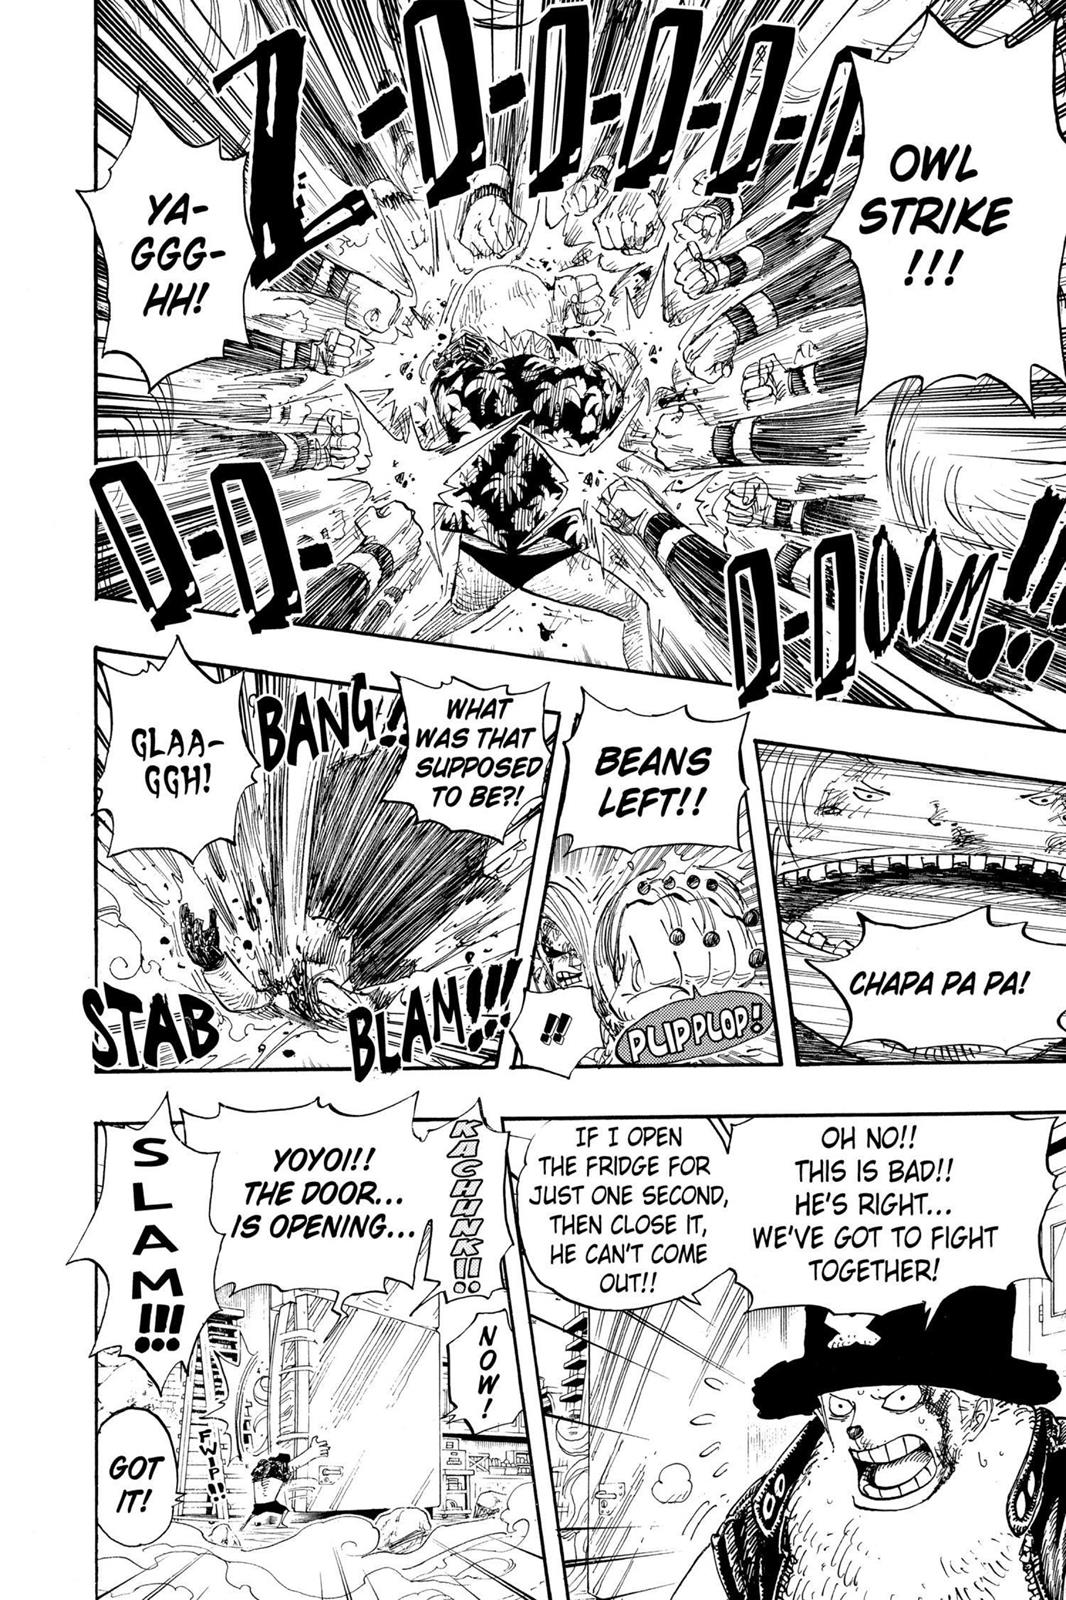 OWL
STRIKE
!!!
Z-D-D-D-D-D-D-
D-D-
D-DOOM!!!
YA-
GGG-
HH!
CHAPA PA PA!
BEANS
LEFT!!
PLIPPLOP!
!!
WHAT
WAS THAT
SUPPOSED
TO BE?!
BANG!!
GLAA-
GGH!
STAB
BLAM!!!
OH NO!!
THIS IS BAD!!
HE'S RIGHT...
WE'VE GOT TO FIGHT
TOGETHER!
IF I OPEN
THE FRIDGE FOR
JUST ONE SECOND,
THEN CLOSE IT,
HE CAN'T COME
OUT!!
KACHUNK!!
NOW!
YOYOI!!
THE DOOR...
IS OPENING...
SLAM!!!
FWIP!!!
GOT
IT!